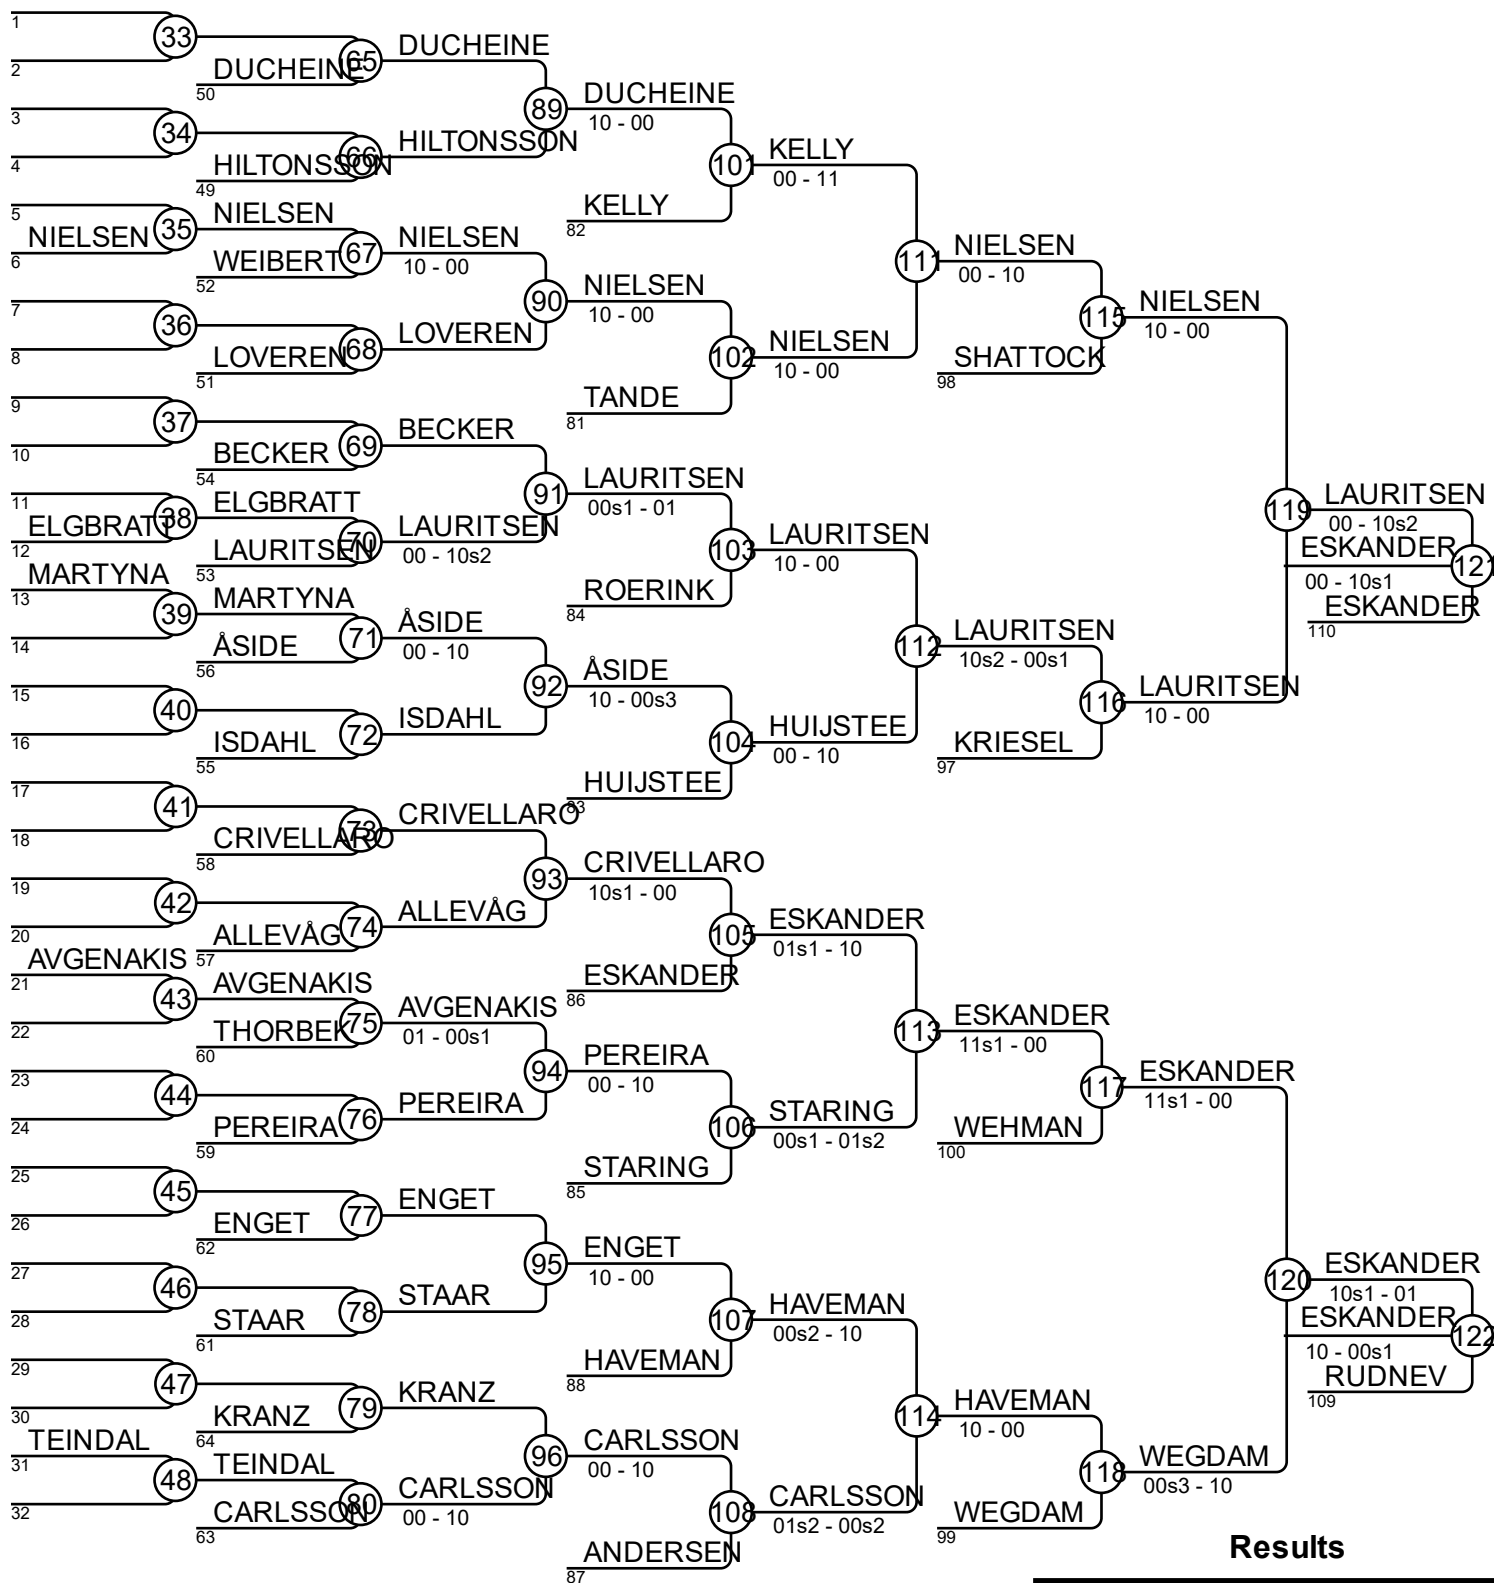 1
33
2
DUCHEINE
50
65
DUCHEINE
3
34
4
HILTONSSON
49
66
HILTONSSON
89
DUCHEINE
10 - 00
KELLY
82
101
KELLY
00 - 11
5
NIELSEN
6
35
NIELSEN
WEIBERT
52
67
NIELSEN
10 - 00
7
36
8
LOVEREN
51
68
LOVEREN
90
NIELSEN
10 - 00
TANDE
81
102
NIELSEN
10 - 00
111
NIELSEN
00 - 10
SHATTOCK
98
115
NIELSEN
10 - 00
9
37
10
BECKER
54
69
BECKER
11
ELGBRATT
12
38
ELGBRATT
LAURITSEN
53
70
LAURITSEN
00 - 10s2
91
LAURITSEN
00s1 - 01
ROERINK
84
103
LAURITSEN
10 - 00
MARTYNA
13
39
14
MARTYNA
ÅSIDE
56
71
ÅSIDE
00 - 10
15
40
16
ISDAHL
55
72
ISDAHL
92
ÅSIDE
10 - 00s3
HUIJSTEE
83
104
HUIJSTEE
00 - 10
112
LAURITSEN
10s2 - 00s1
KRIESEL
97
116
LAURITSEN
10 - 00
119
LAURITSEN
00 - 10s2
ESKANDER
00 - 10s1
121
ESKANDER
110
17
41
18
CRIVELLARO
58
73
CRIVELLARO
19
42
20
ALLEVÅG
57
74
ALLEVÅG
93
CRIVELLARO
10s1 - 00
ESKANDER
86
105
ESKANDER
01s1 - 10
AVGENAKIS
21
43
22
AVGENAKIS
THORBEK
60
75
AVGENAKIS
01 - 00s1
23
44
24
PEREIRA
59
76
PEREIRA
94
PEREIRA
00 - 10
STARING
85
106
STARING
00s1 - 01s2
113
ESKANDER
11s1 - 00
WEHMAN
100
117
ESKANDER
11s1 - 00
25
45
26
ENGET
62
77
ENGET
27
46
28
STAAR
61
78
STAAR
95
ENGET
10 - 00
HAVEMAN
88
107
HAVEMAN
00s2 - 10
29
47
30
KRANZ
64
79
KRANZ
TEINDAL
31
48
32
TEINDAL
CARLSSON
63
80
CARLSSON
00 - 10
96
CARLSSON
00 - 10
ANDERSEN
87
108
CARLSSON
01s2 - 00s2
114
HAVEMAN
10 - 00
WEGDAM
99
118
WEGDAM
00s3 - 10
120
ESKANDER
10s1 - 01
ESKANDER
10 - 00s1
122
RUDNEV
109
Results